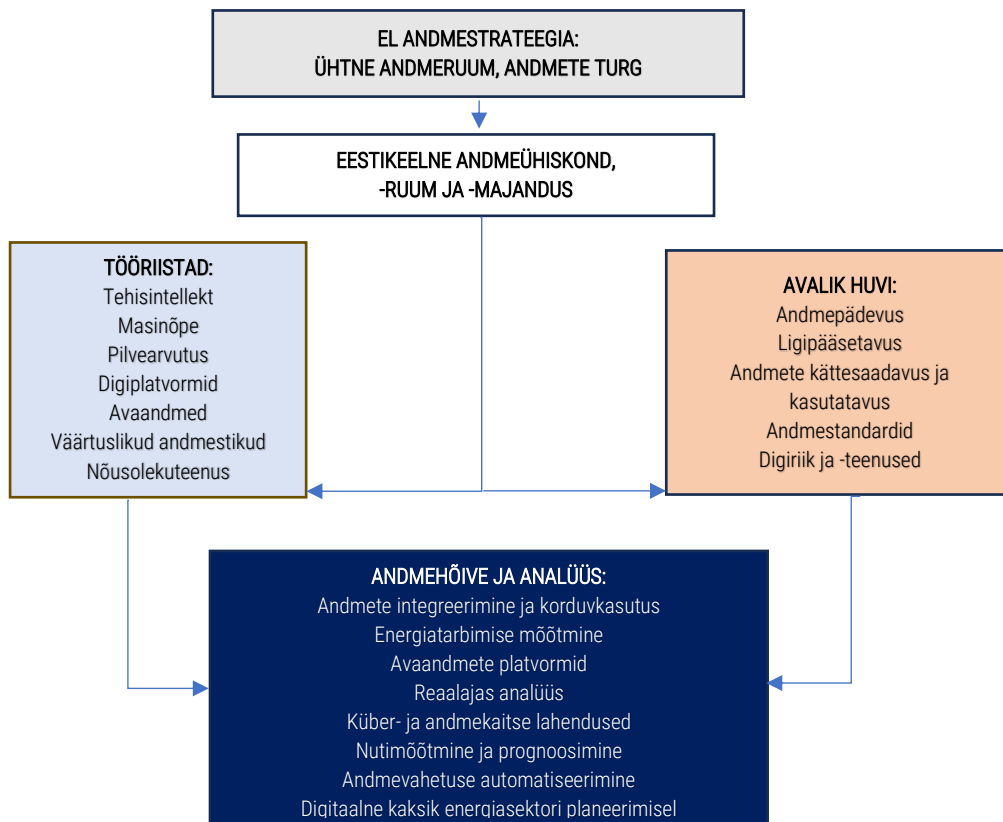 EL ANDMESTRATEEGIA:
ÜHTNE ANDMERUUM, ANDMETE TURG
EESTIKEELNE ANDMEÜHISKOND,
-RUUM JA -MAJANDUS
TÖÖRIISTAD:
Tehisintellekt
Masinõpe
Pilvearvutus
Digiplatvormid
Avaandmed
Väärtuslikud andmestikud
Nõusolekuteenus
AVALIK HUVI:
Andmepädevus
Ligipääsetavus
Andmete kättesaadavus ja
kasutatavus
Andmestandardid
Digiriik ja -teenused
ANDMEHÕIVE JA ANALÜÜS:
Andmete integreerimine ja korduvkasutus
Energiatarbimise mõõtmine
Avaandmete platvormid
Reaalajas analüüs
Küber- ja andmekaitse lahendused
Nutimõõtmine ja prognoosimine
Andmevahetuse automatiseerimine
Digitaalne kaksik energiasektori planeerimisel